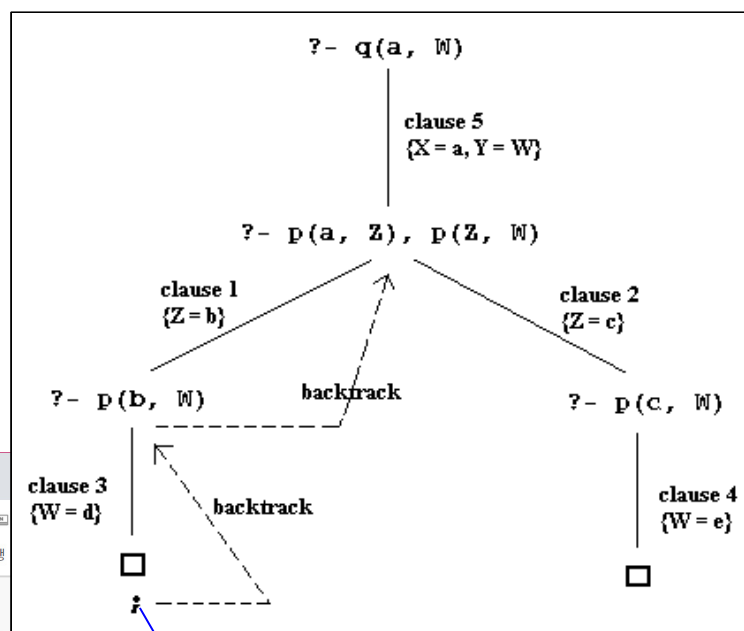 ?- q(a, W)
clause 5
{X = a, Y = W}
?- p(a, Z), p(Z, W)
clause 1
{Z = b}
clause 2
{Z = c}
backtrack
?- p(b, W)
?- p(c, W)
clause 3
{W = d}
backtrack
clause 4
{W = e}
;